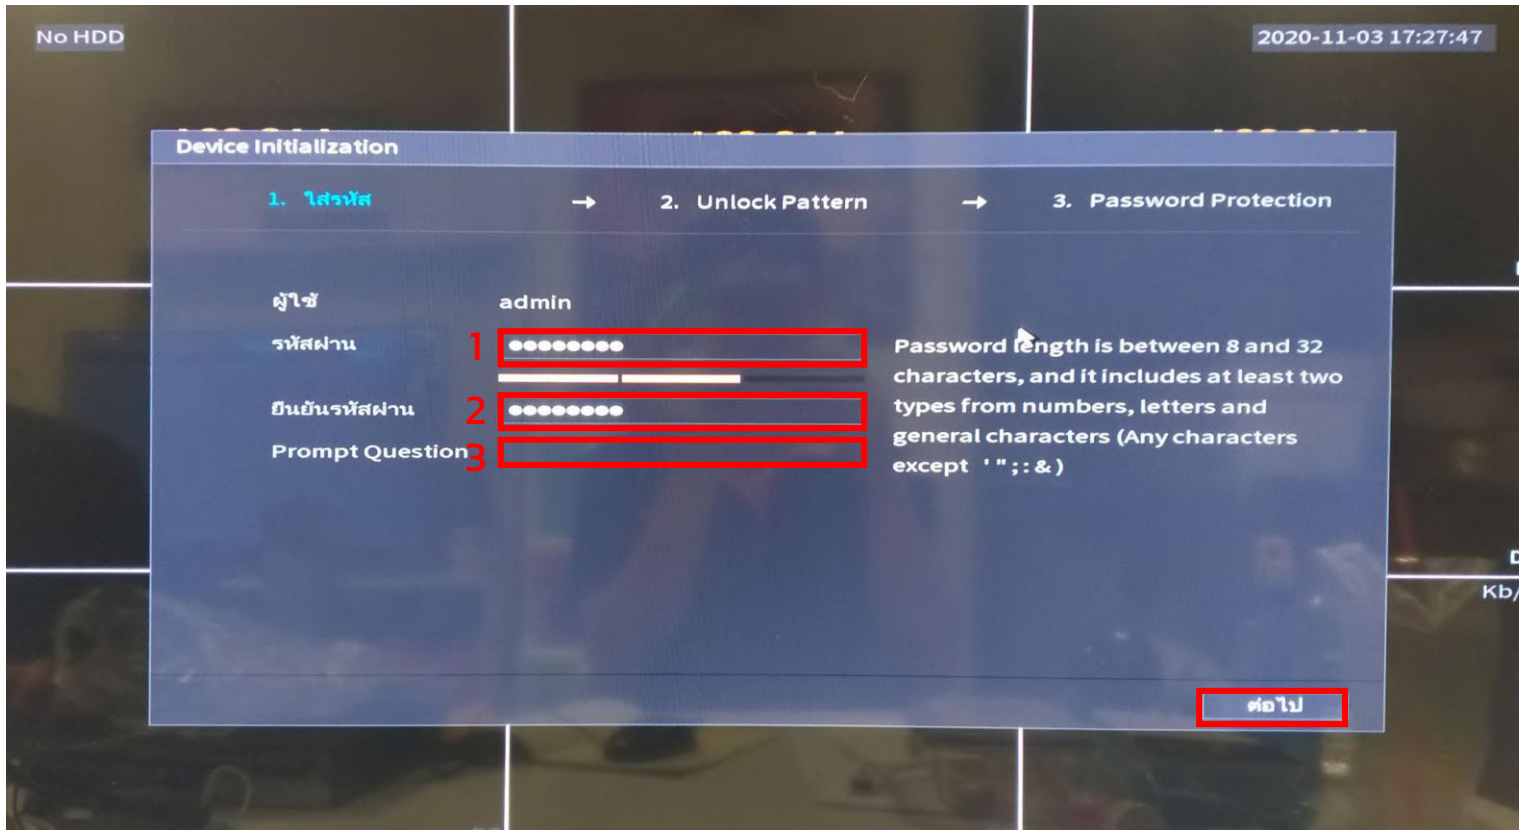 No HDD
2020-11-03 17:27:47
Device Initialization
1. ใส่รหัส → 2. Unlock Pattern → 3. Password Protection
ผู้ใช้ admin
รหัสผ่าน 1 ●●●●●●●●
ยืนยันรหัสผ่าน 2 ●●●●●●●●
Prompt Question 3
Password length is between 8 and 32
characters, and it includes at least two
types from numbers, letters and
general characters (Any characters
except '";:&)
Kb/
ต่อไป